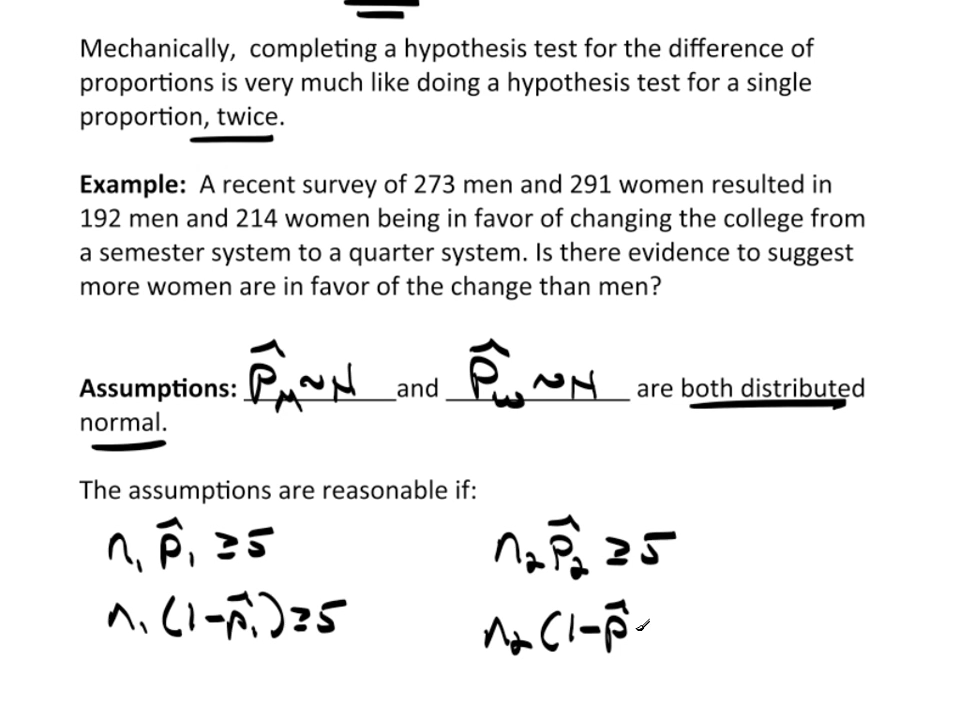 Mechanically, completing a hypothesis test for the difference of
proportions is very much like doing a hypothesis test for a single
proportion, twice.
Example: A recent survey of 273 men and 291 women resulted in
192 men and 214 women being in favor of changing the college from
a semester system to a quarter system. Is there evidence to suggest
more women are in favor of the change than men?
Assumptions: p̂_M ~ N and p̂_w ~ N are both distributed
normal.
The assumptions are reasonable if:
n₁ p̂₁ ≥ 5 n₂ p̂₂ ≥ 5
n₁ (1-p̂₁) ≥ 5 n₂ (1-p̂